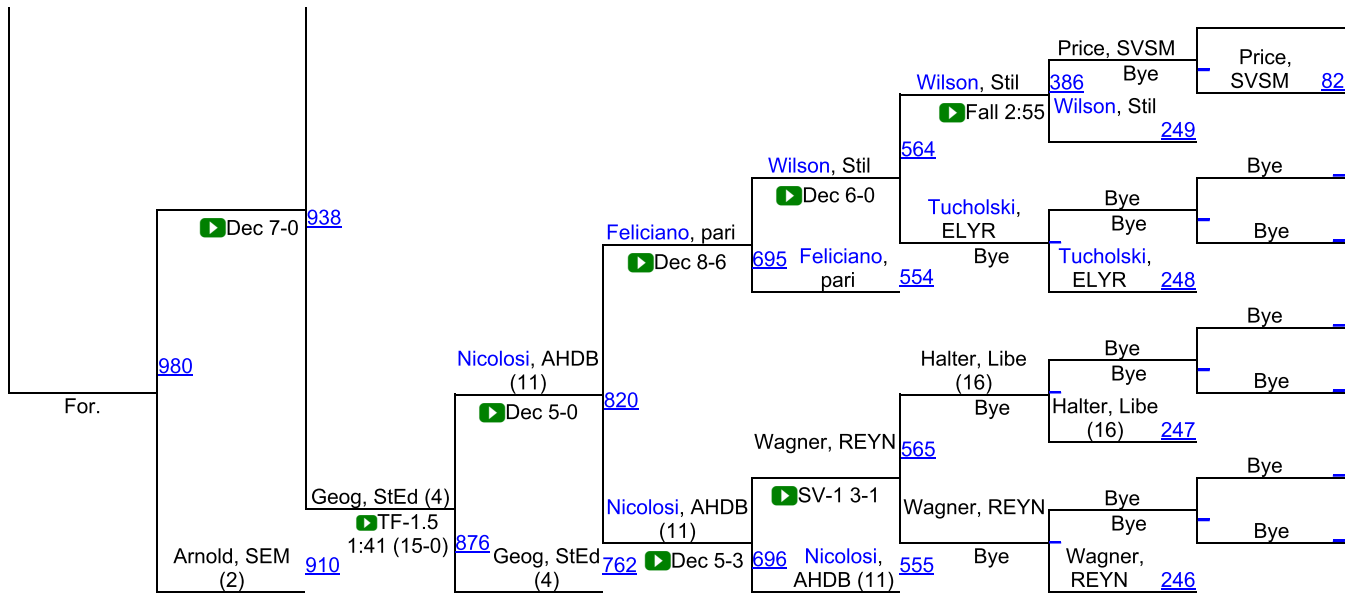 Price, SVSM
Bye
Price,
SVSM
82
Wilson, Stil
386
Fall 2:55
Wilson, Stil
249
564
Wilson, Stil
Dec 6-0
Bye
Bye
Tucholski,
ELYR
Bye
Bye
Bye
938
Dec 7-0
Feliciano, pari
Dec 8-6
695
Feliciano,
pari
554
Bye
Tucholski,
ELYR
248
Bye
980
Nicolosi, AHDB
(11)
Halter, Libe
(16)
Bye
Bye
Bye
For.
Dec 5-0
820
Bye
Halter, Libe
(16)
247
Wagner, REYN
565
Bye
Geog, StEd (4)
TF-1.5
1:41 (15-0)
Nicolosi, AHDB
(11)
SV-1 3-1
Wagner, REYN
Bye
Bye
Bye
876
Arnold, SEM
(2)
910
Geog, StEd
(4)
762
Dec 5-3
696
Nicolosi,
AHDB (11)
555
Bye
Wagner,
REYN
246